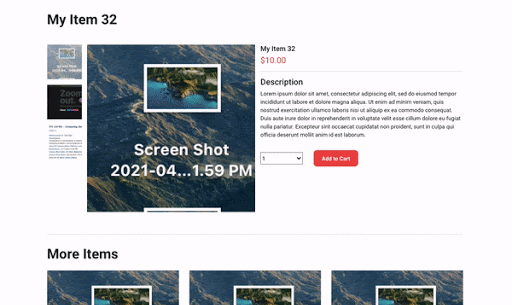 My Item 32
My Item 32
$10.00
Description
Lorem ipsum dolor sit amet, consectetur adipiscing elit, sed do eiusmod tempor
incididunt ut labore et dolore magna aliqua. Ut enim ad minim veniam, quis
nostrud exercitation ullamco laboris nisi ut aliquip ex ea commodo consequat.
Duis aute irure dolor in reprehenderit in voluptate velit esse cillum dolore eu fugiat
nulla pariatur. Excepteur sint occaecat cupidatat non proident, sunt in culpa qui
officia deserunt mollit anim id est laborum.
1
Add to Cart
Zoom
out.
Screen Shot
2021-04...1.59 PM
More Items